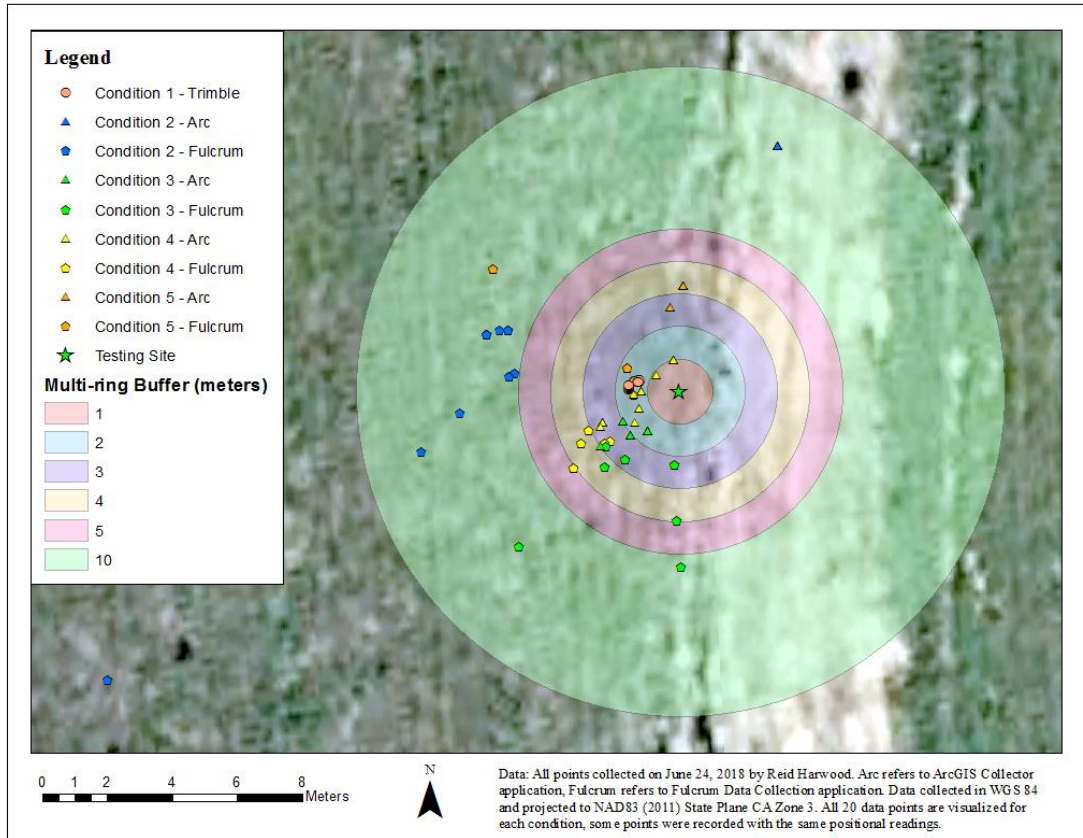 Legend
Condition 1 - Trimble
Condition 2 - Arc
Condition 2 - Fulcrum
Condition 3 - Arc
Condition 3 - Fulcrum
Condition 4 - Arc
Condition 4 - Fulcrum
Condition 5 - Arc
Condition 5 - Fulcrum
Testing Site
Multi-ring Buffer (meters)
1
2
3
4
5
10
0 1 2 4 6 8
Meters
N
Data: All points collected on June 24, 2018 by Reid Harwood. Arc refers to ArcGIS Collector
application, Fulcrum refers to Fulcrum Data Collection application. Data collected in WGS 84
and projected to NAD83 (2011) State Plane CA Zone 3. All 20 data points are visualized for
each condition, some points were recorded with the same positional readings.